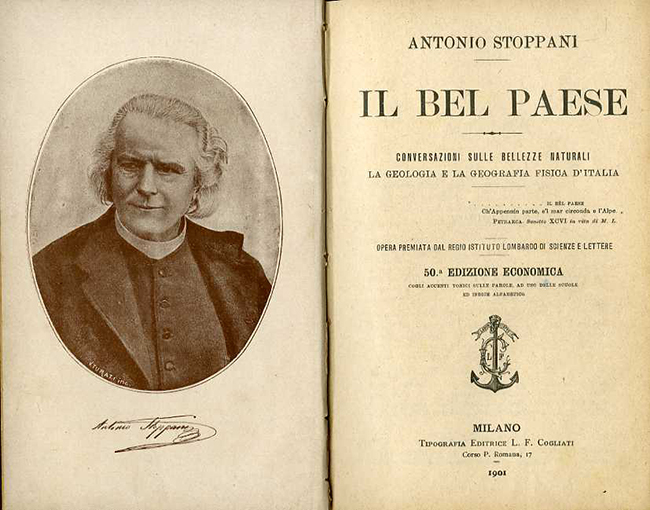 VTURATI INC.
Antonio Stoppani
ANTONIO STOPPANI
IL BEL PAESE
CONVERSAZIONI SULLE BELLEZZE NATURALI
LA GEOLOGIA E LA GEOGRAFIA FISICA D'ITALIA
. . . . . . . . . . IL BEL PAESE
Ch'Appennin parte, e'l mar circonda e l'Alpe.
PETRARCA. Sonetto XCVI in vita di M. L.
OPERA PREMIATA DAL REGIO ISTITUTO LOMBARDO DI SCIENZE E LETTERE
50.ª EDIZIONE ECONOMICA
COGLI ACCENTI TONICI SULLE PAROLE, AD USO DELLE SCUOLE
ED INDICE ALFABETICO
L F
MILANO
TIPOGRAFIA EDITRICE L. F. COGLIATI
Corso P. Romana, 17
1901